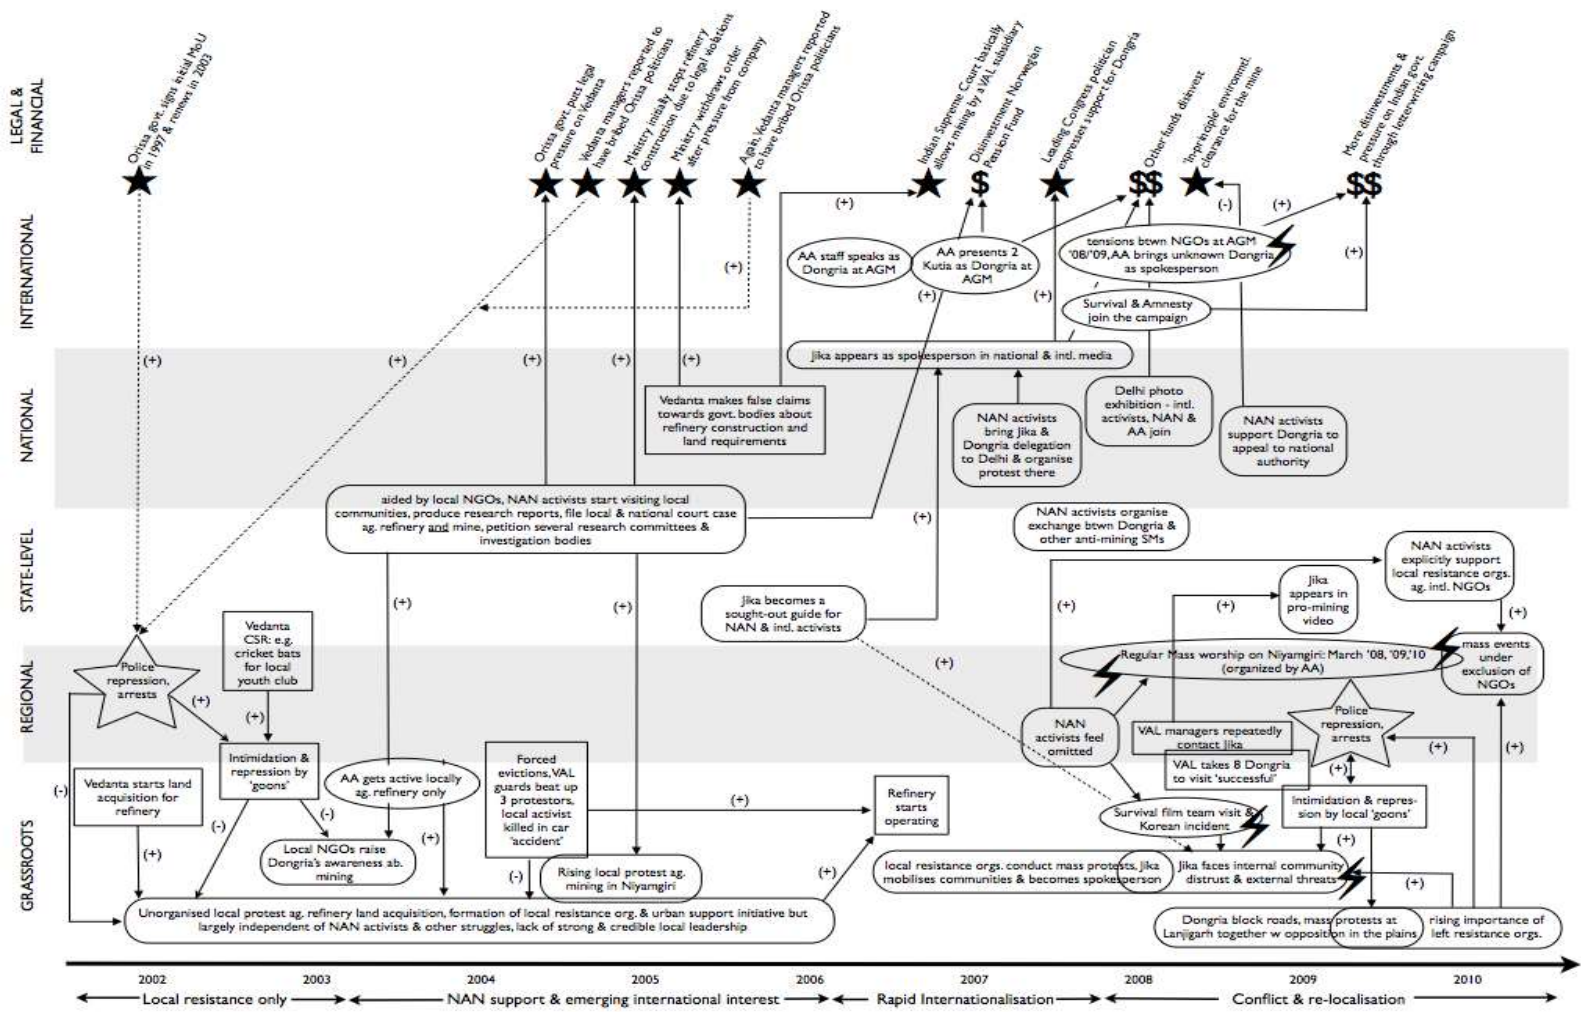 LEGAL &
FINANCIAL
Orissa govt. signs initial MoU
in 1997 & renews in 2003
Orissa govt. puts legal
pressure on Vedanta
Vedanta managers reported to
have bribed Orissa politicians
Ministry initially stops refinery
construction due to legal violations
Ministry withdraws order
after pressure from company
Again, Vedanta managers reported
to have bribed Orissa politicians
Indian Supreme Court basically
allows mining by a VAL subsidiary
Disinvestment Norwegian
Pension Fund
Leading Congress politician
expresses support for Dongria
Other funds disinvest
'In-principle' environmtl.
clearance for the mine
More disinvestments &
pressure on Indian govt.
through letterwriting campaign
$
$$
$$
INTERNATIONAL
(+)
(-)
(+)
AA staff speaks as
Dongria at AGM
AA presents 2
Kutia as Dongria at
AGM
tensions btwn NGOs at AGM
'08/'09, AA brings unknown Dongria
as spokesperson
(+)
(+)
(+)
(+)
Survival & Amnesty
join the campaign
NATIONAL
(+)
(+)
(+)
(+)
(+)
Jika appears as spokesperson in national & intl. media
Vedanta makes false claims
towards govt. bodies about
refinery construction and
land requirements
NAN activists
bring Jika &
Dongria delegation
to Delhi & organise
protest there
Delhi photo
exhibition - intl.
activists, NAN &
AA join
NAN activists
support Dongria to
appeal to national
authority
aided by local NGOs, NAN activists start visiting local
communities, produce research reports, file local & national court case
ag. refinery and mine, petition several research committees &
investigation bodies
STATE-LEVEL
(+)
NAN activists organise
exchange btwn Dongria &
other anti-mining SMs
NAN activists
explicitly support
local resistance orgs.
ag. intl. NGOs
(+)
(+)
Jika becomes a
sought-out guide for
NAN & intl. activists
(+)
(+)
Jika
appears in
pro-mining
video
(+)
Vedanta
CSR: e.g.
cricket bats
for local
youth club
REGIONAL
Police
repression,
arrests
(+)
(+)
(+)
Regular Mass worship on Niyamgiri: March '08, '09,'10
(organized by AA)
mass events
under
exclusion of
NGOs
NAN
activists feel
omitted
VAL managers repeatedly
contact Jika
Police
repression,
arrests
(+)
(+)
VAL takes 8 Dongria
to visit 'successful'
(+)
Intimidation &
repression by
'goons'
GRASSROOTS
(-)
Vedanta starts land
acquisition for
refinery
AA gets active locally
ag. refinery only
Forced
evictions, VAL
guards beat up
3 protestors,
local activist
killed in car
'accident'
(+)
Refinery
starts
operating
Survival film team visit &
Korean incident
Intimidation & repres-
sion by local 'goons'
(-)
(-)
(+)
(+)
(+)
Local NGOs raise
Dongria's awareness ab.
mining
(-)
Rising local protest ag.
mining in Niyamgiri
(+)
local resistance orgs. conduct mass protests, Jika
mobilises communities & becomes spokesperson
Jika faces internal community
distrust & external threats
(+)
Unorganised local protest ag. refinery land acquisition, formation of local resistance org. & urban support initiative but
largely independent of NAN activists & other struggles, lack of strong & credible local leadership
Dongria block roads, mass protests at
Lanjigarh together w opposition in the plains
rising importance of
left resistance orgs.
2002 2003 2004 2005 2006 2007 2008 2009 2010
Local resistance only NAN support & emerging international interest Rapid Internationalisation Conflict & re-localisation